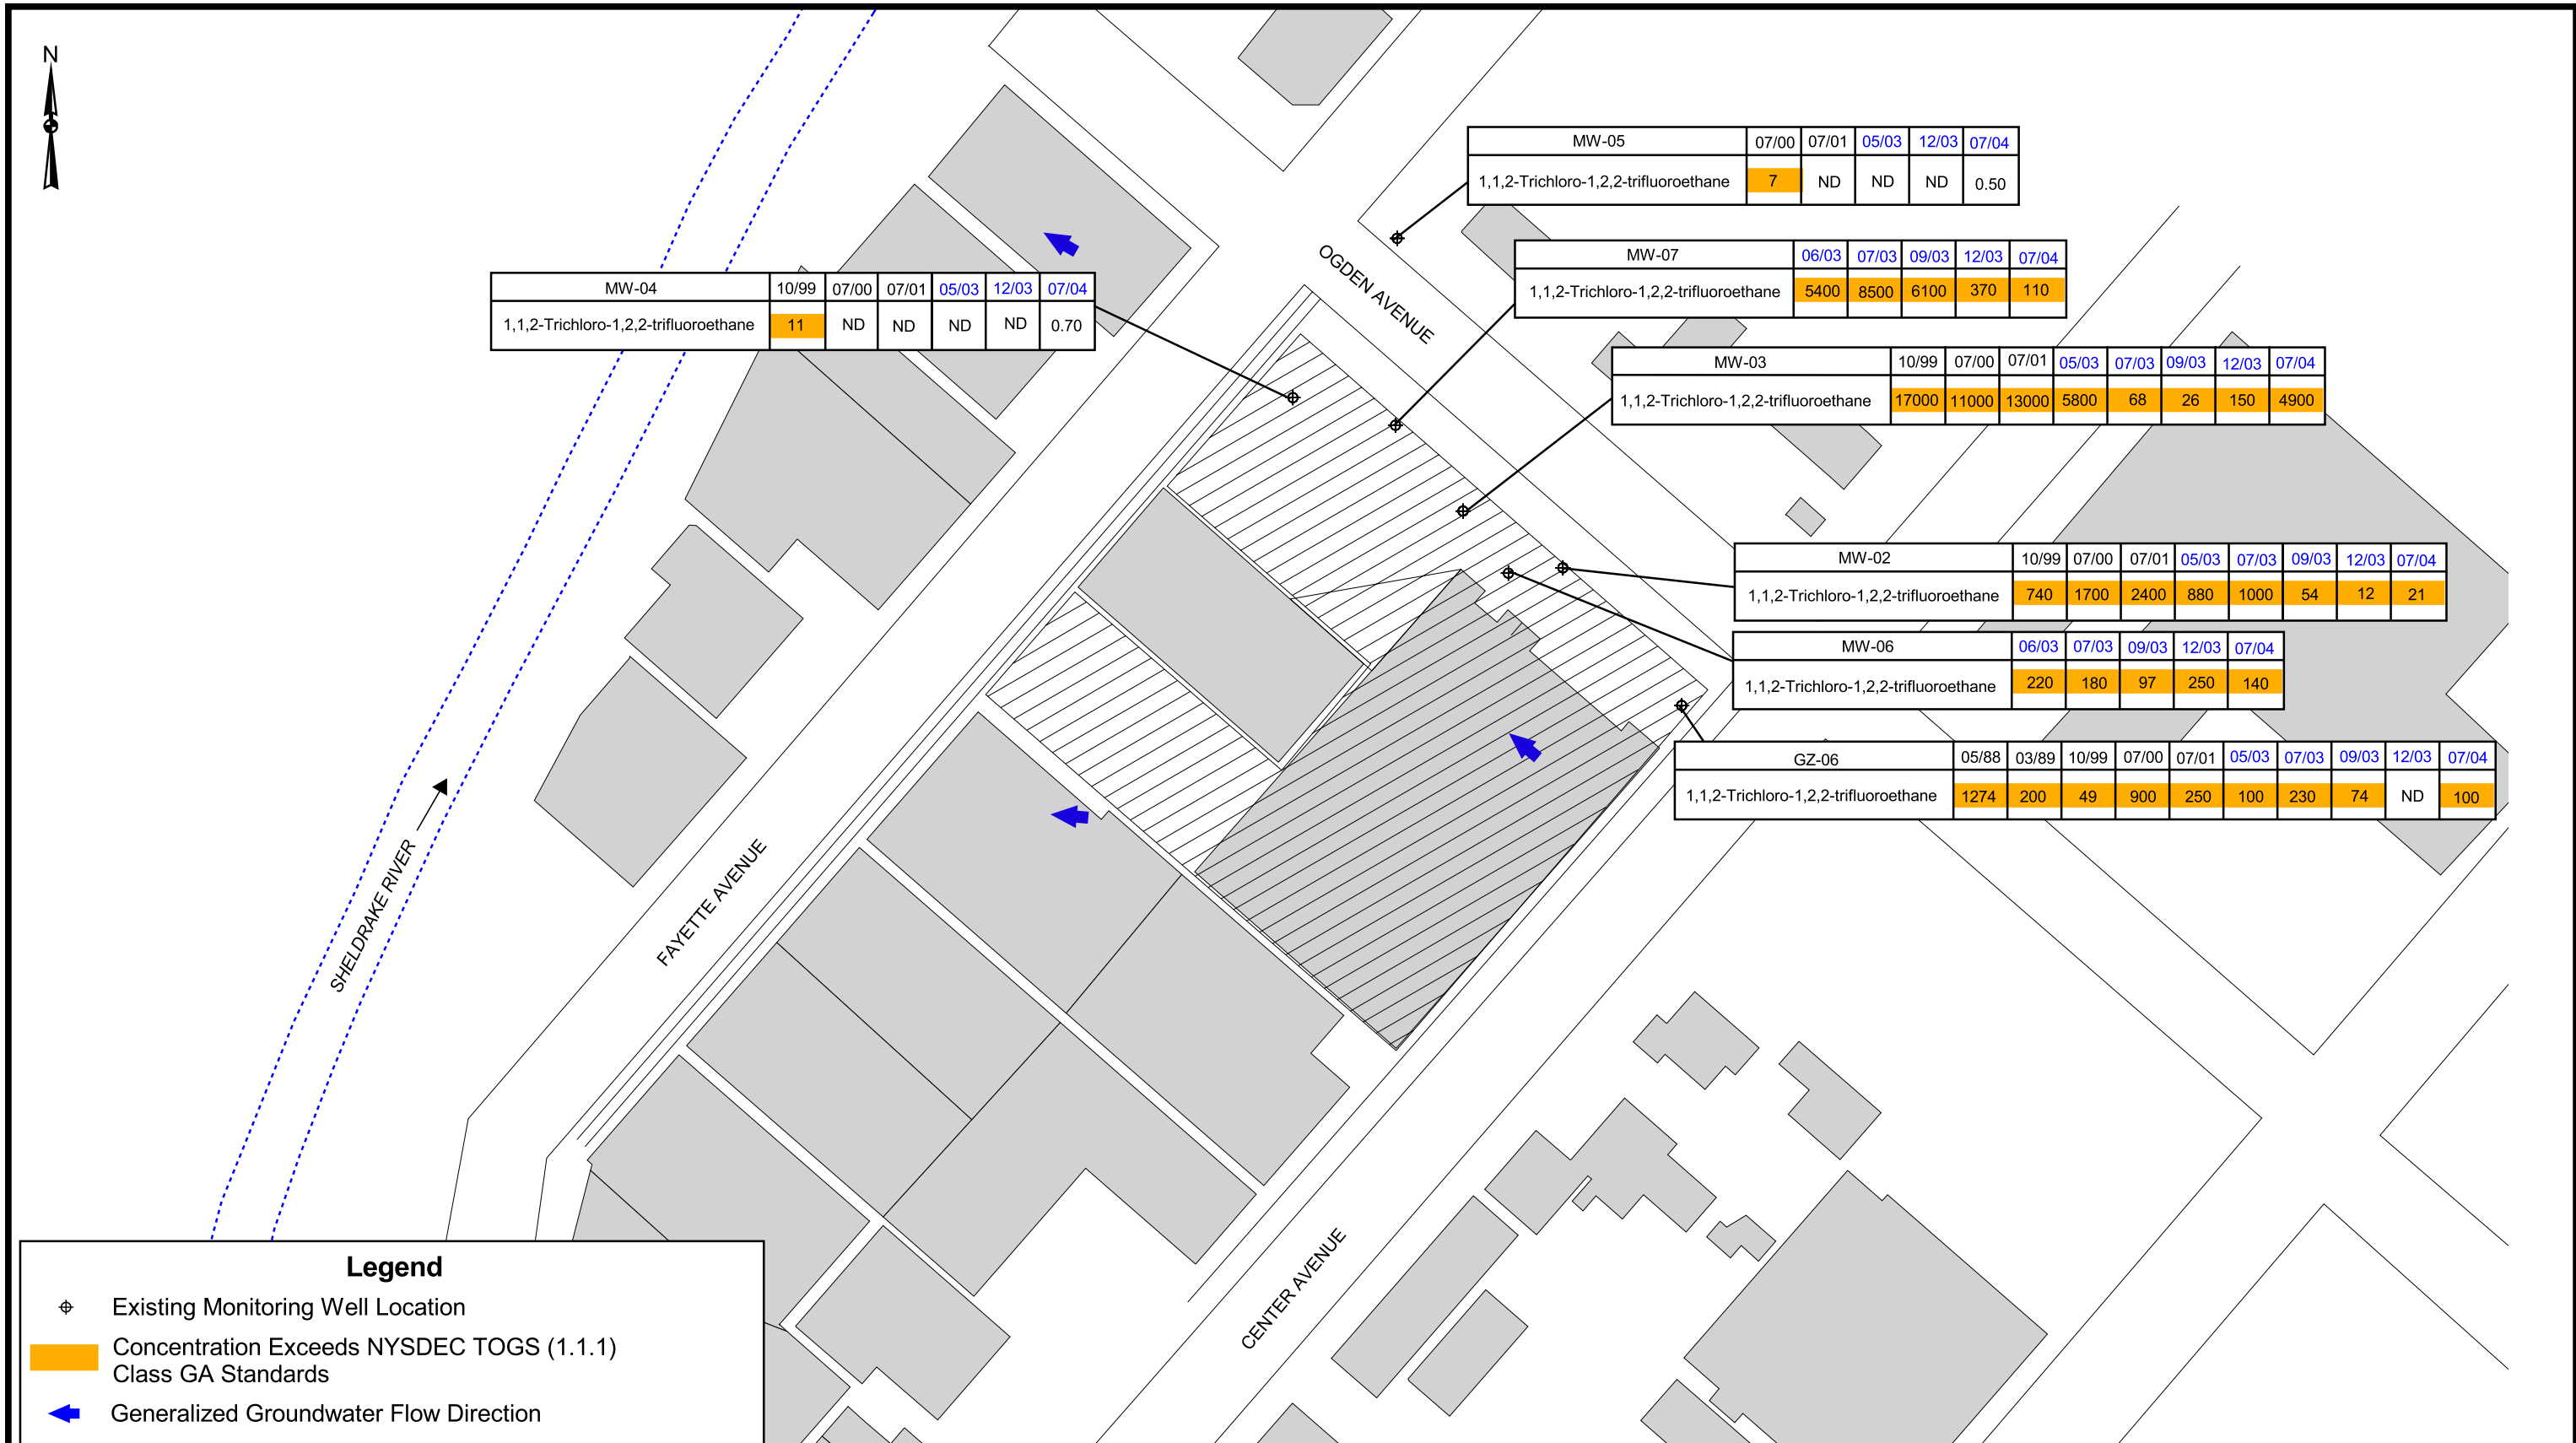 N
MW-05 07/00 07/01 05/03 12/03 07/04
1,1,2-Trichloro-1,2,2-trifluoroethane 7 ND ND ND 0.50
OGDEN AVENUE
MW-07 06/03 07/03 09/03 12/03 07/04
1,1,2-Trichloro-1,2,2-trifluoroethane 5400 8500 6100 370 110
MW-04 10/99 07/00 07/01 05/03 12/03 07/04
1,1,2-Trichloro-1,2,2-trifluoroethane 11 ND ND ND ND 0.70
MW-03 10/99 07/00 07/01 05/03 07/03 09/03 12/03 07/04
1,1,2-Trichloro-1,2,2-trifluoroethane 17000 11000 13000 5800 68 26 150 4900
MW-02 10/99 07/00 07/01 05/03 07/03 09/03 12/03 07/04
1,1,2-Trichloro-1,2,2-trifluoroethane 740 1700 2400 880 1000 54 12 21
MW-06 06/03 07/03 09/03 12/03 07/04
1,1,2-Trichloro-1,2,2-trifluoroethane 220 180 97 250 140
GZ-06 05/88 03/89 10/99 07/00 07/01 05/03 07/03 09/03 12/03 07/04
1,1,2-Trichloro-1,2,2-trifluoroethane 1274 200 49 900 250 100 230 74 ND 100
SHELDRAKE RIVER
FAYETTE AVENUE
CENTER AVENUE
Legend
Existing Monitoring Well Location
Concentration Exceeds NYSDEC TOGS (1.1.1)
Class GA Standards
Generalized Groundwater Flow Direction